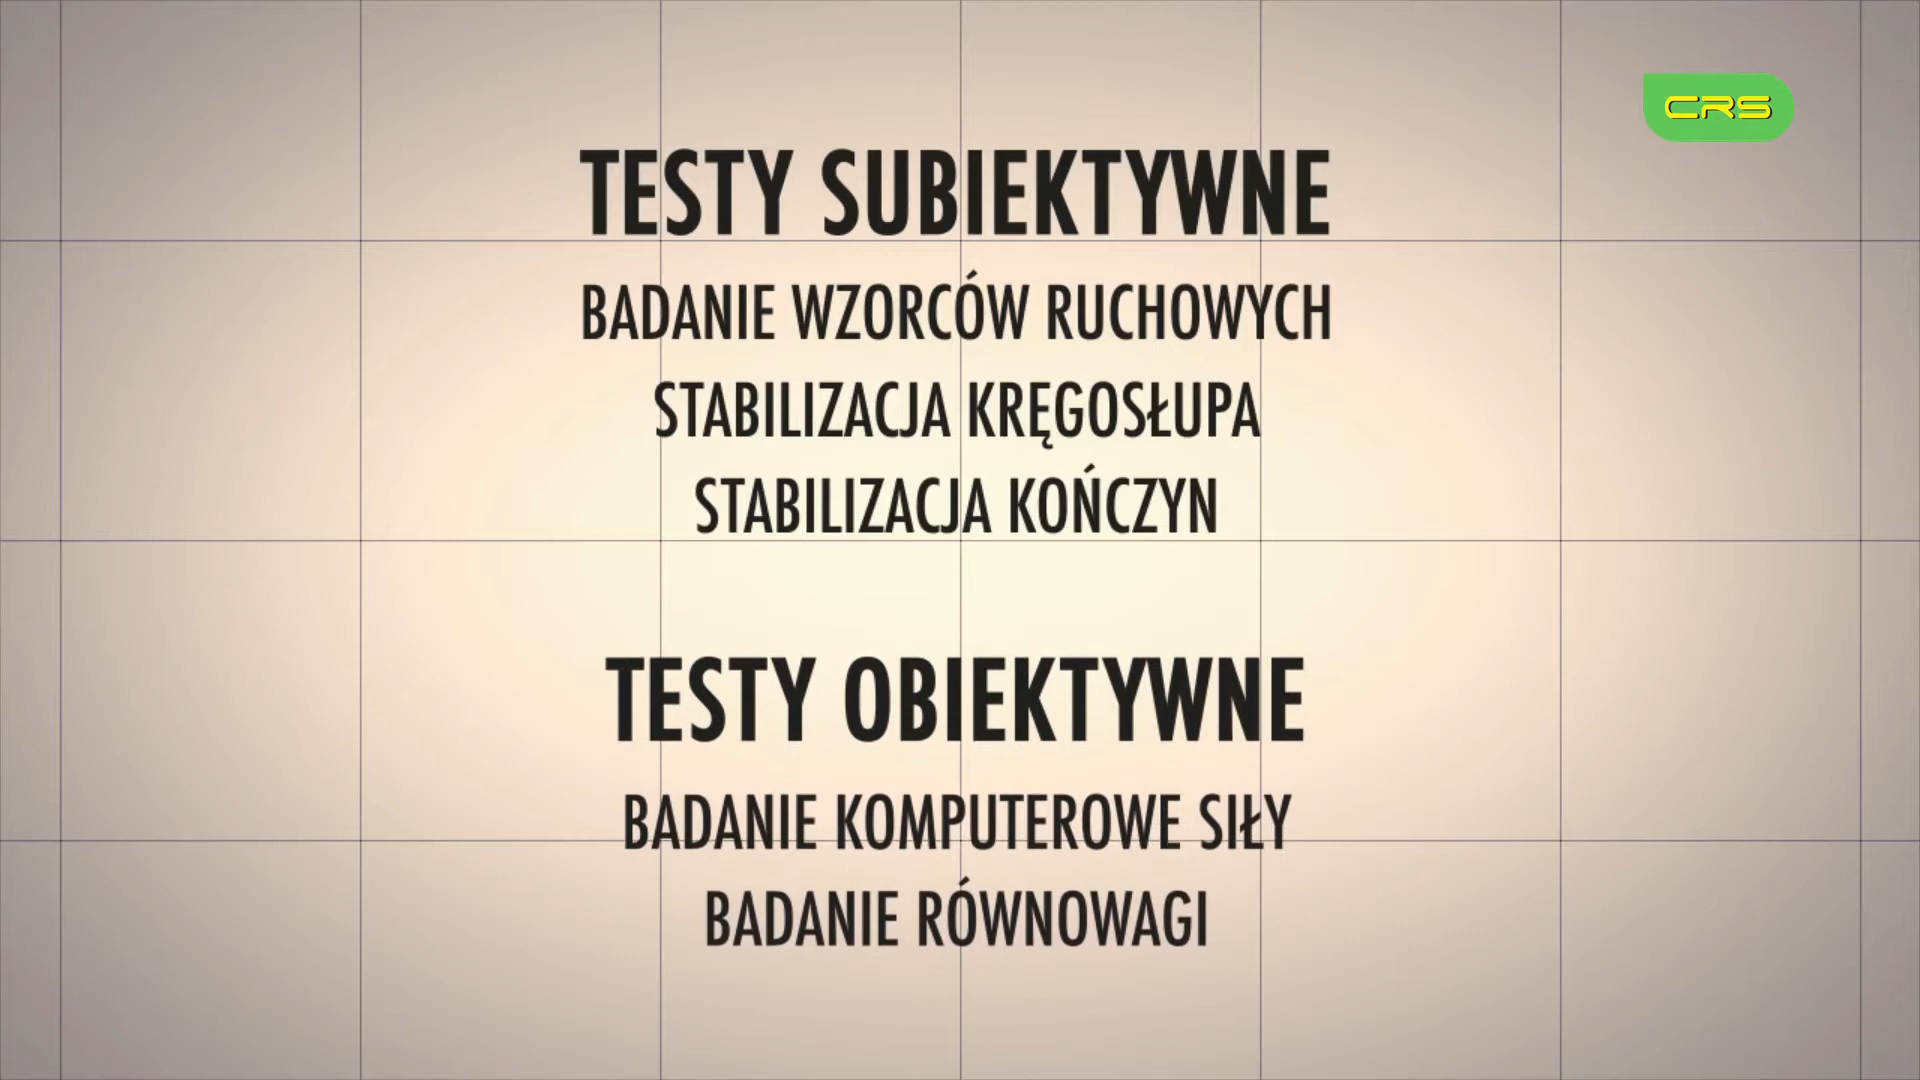 CRS
TESTY SUBIEKTYWNE
BADANIE WZORCÓW RUCHOWYCH
STABILIZACJA KRĘGOSŁUPA
STABILIZACJA KOŃCZYN
TESTY OBIEKTYWNE
BADANIE KOMPUTEROWE SIŁY
BADANIE RÓWNOWAGI